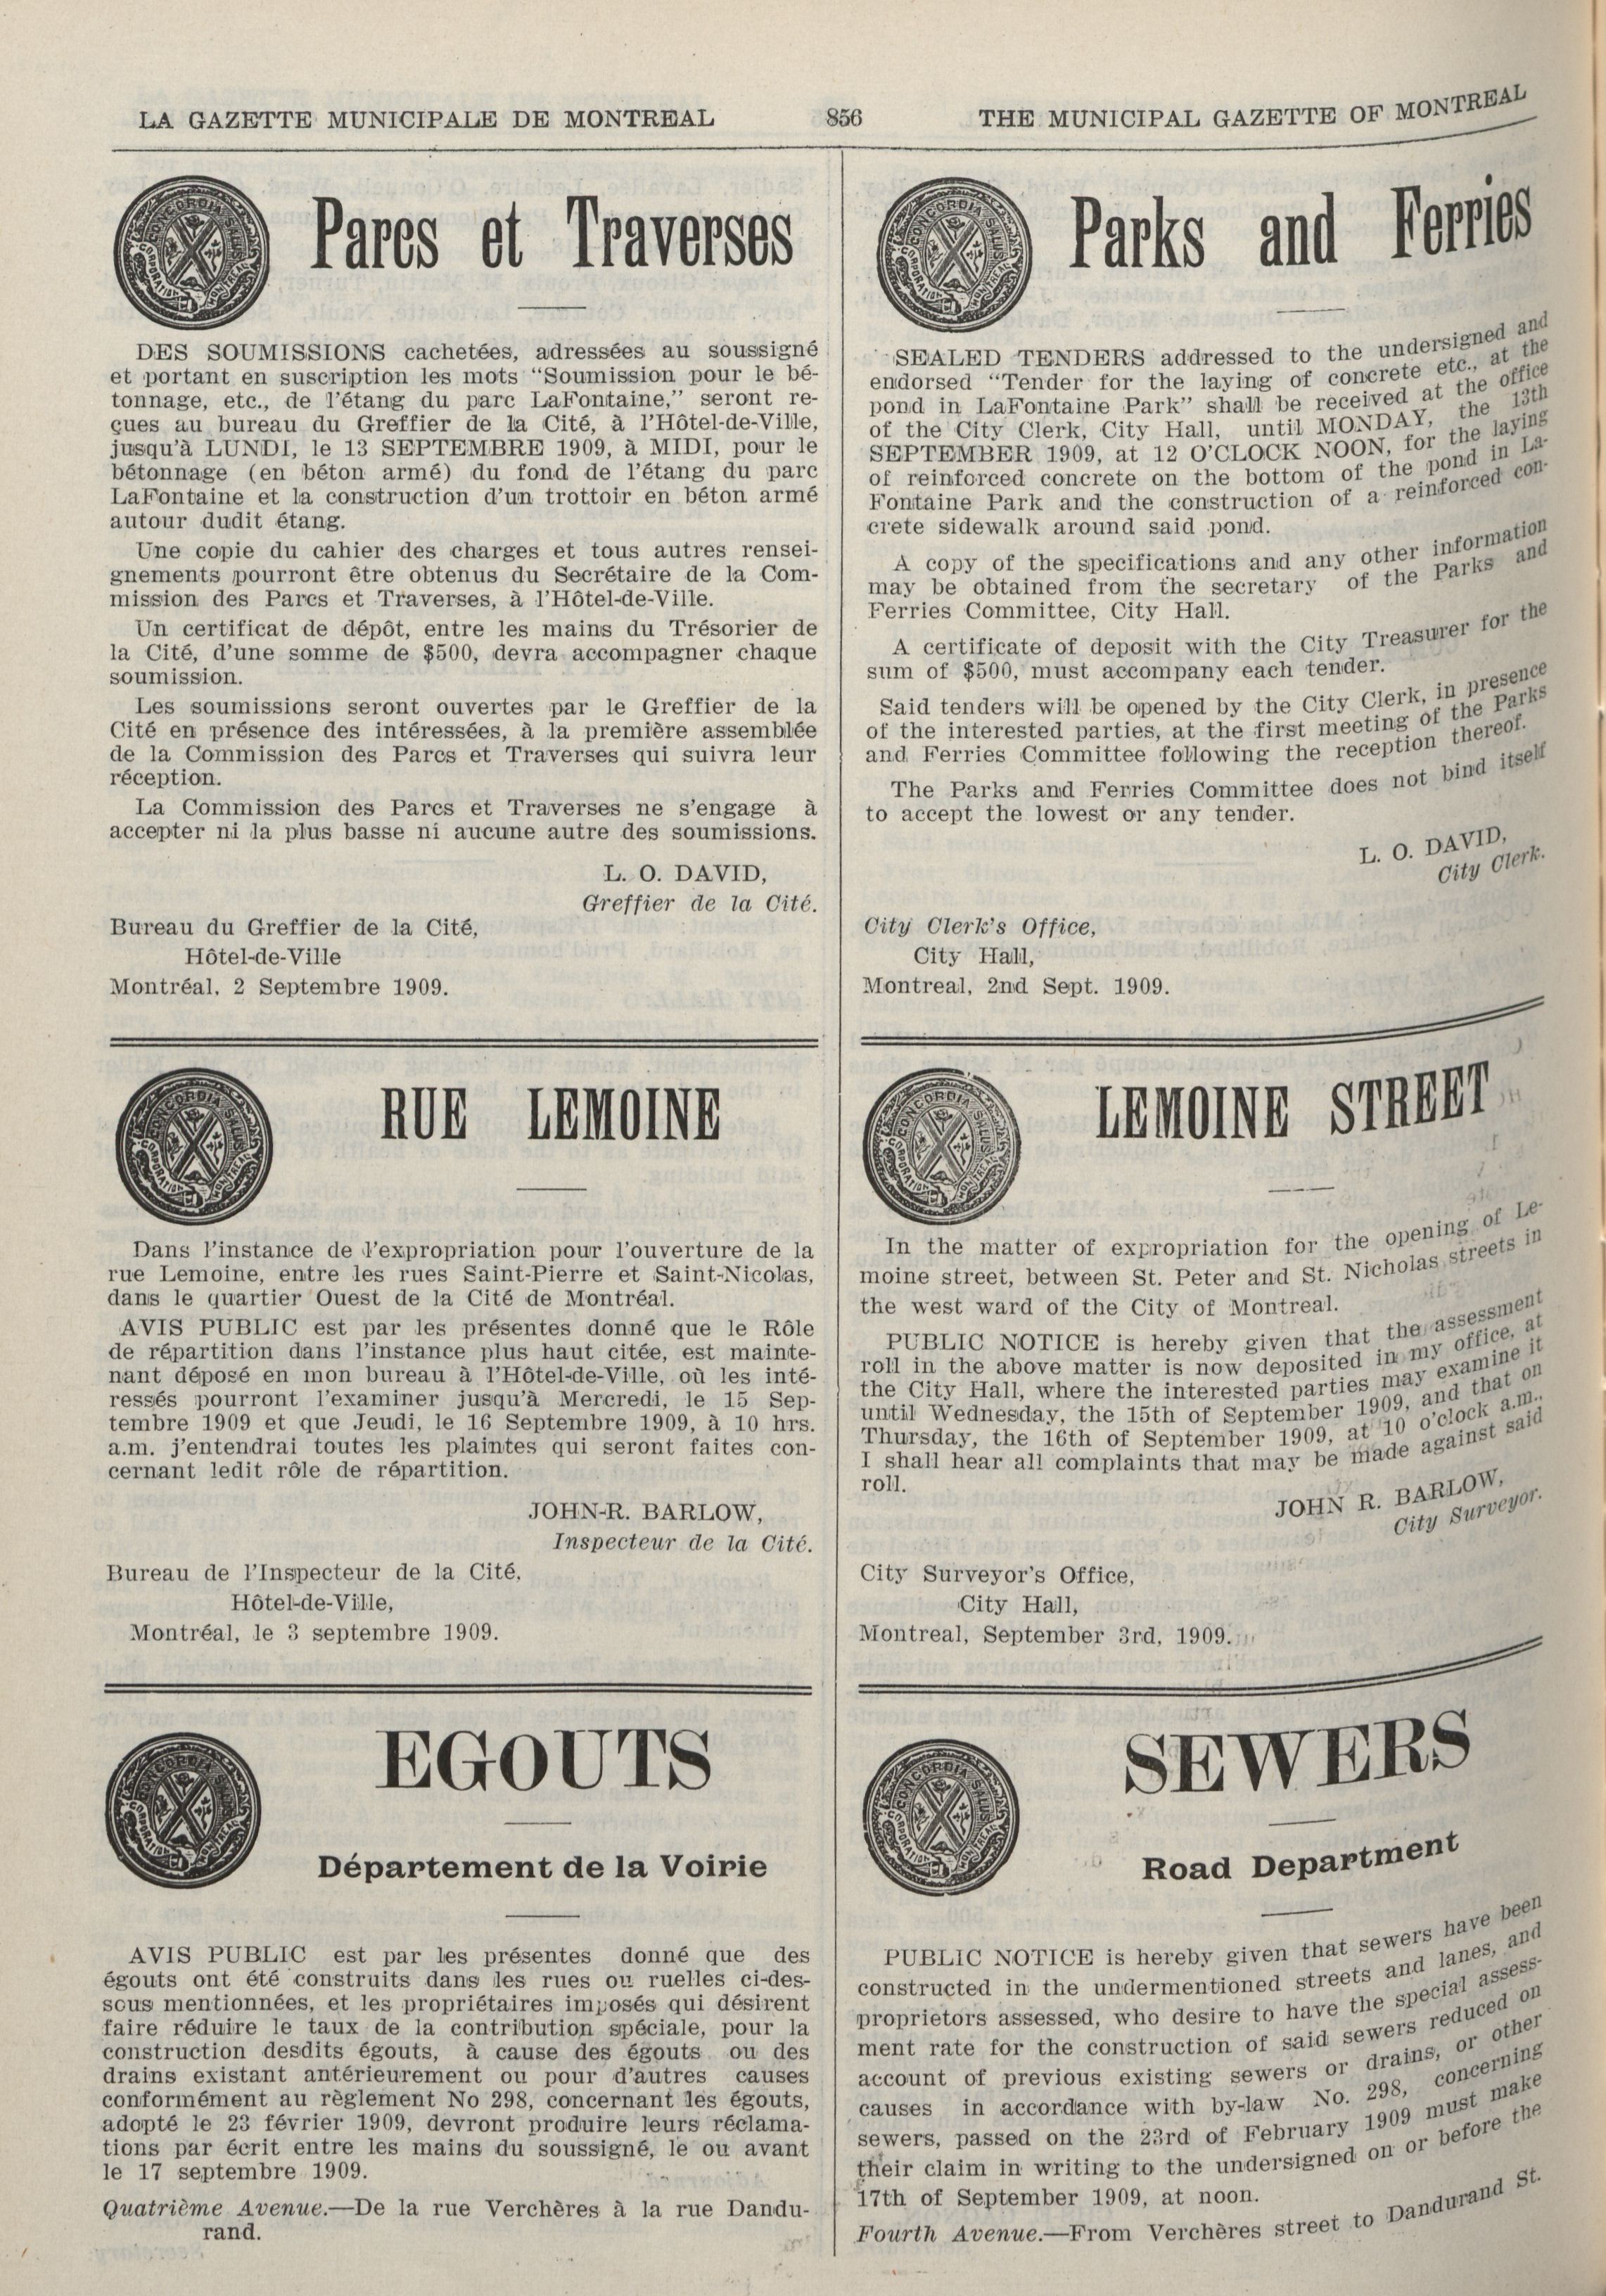 LA GAZETTE MUNICIPALE DE MONTREAL 856 THE MUNICIPAL GAZETTE OF MONTREAL
CONCORDIA SALUS
CORPORATION MONTREAL
Parcs et Traverses
DES SOUMISSIONS cachetées, adressées au soussigné
et portant en suscription les mots "Soumission pour le bé-
tonnage, etc., de l'étang du parc LaFontaine," seront re-
çues au bureau du Greffier de la Cité, à l'Hôtel-de-Ville,
jusqu'à LUNDI, le 13 SEPTEMBRE 1909, à MIDI, pour le
bétonnage (en béton armé) du fond de l'étang du parc
LaFontaine et la construction d'un trottoir en béton armé
autour dudit étang.
Une copie du cahier des charges et tous autres rensei-
gnements pourront être obtenus du Secrétaire de la Com-
mission des Parcs et Traverses, à l'Hôtel-de-Ville.
Un certificat de dépôt, entre les mains du Trésorier de
la Cité, d'une somme de $500, devra accompagner chaque
soumission.
Les soumissions seront ouvertes par le Greffier de la
Cité en présence des intéressées, à la première assemblée
de la Commission des Parcs et Traverses qui suivra leur
réception.
La Commission des Parcs et Traverses ne s'engage à
accepter ni la plus basse ni aucune autre des soumissions.
L. O. DAVID,
Greffier de la Cité.
Bureau du Greffier de la Cité,
Hôtel-de-Ville
Montréal, 2 Septembre 1909.
CONCORDIA SALUS
CORPORATION MONTREAL
RUE LEMOINE
Dans l'instance de l'expropriation pour l'ouverture de la
rue Lemoine, entre les rues Saint-Pierre et Saint-Nicolas,
dans le quartier Ouest de la Cité de Montréal.
AVIS PUBLIC est par les présentes donné que le Rôle
de répartition dans l'instance plus haut citée, est mainte-
nant déposé en mon bureau à l'Hôtel-de-Ville, où les inté-
ressés pourront l'examiner jusqu'à Mercredi, le 15 Sep-
tembre 1909 et que Jeudi, le 16 Septembre 1909, à 10 hrs.
a.m. j'entendrai toutes les plaintes qui seront faites con-
cernant ledit rôle de répartition.
JOHN-R. BARLOW,
Inspecteur de la Cité.
Bureau de l'Inspecteur de la Cité,
Hôtel-de-Ville,
Montréal, le 3 septembre 1909.
CONCORDIA SALUS
CORPORATION MONTREAL
EGOUTS
Département de la Voirie
AVIS PUBLIC est par les présentes donné que des
égouts ont été construits dans les rues ou ruelles ci-des-
sous mentionnées, et les propriétaires imposés qui désirent
faire réduire le taux de la contribution spéciale, pour la
construction desdits égouts, à cause des égouts ou des
drains existant antérieurement ou pour d'autres causes
conformément au règlement No 298, concernant les égouts,
adopté le 23 février 1909, devront produire leurs réclama-
tions par écrit entre les mains du soussigné, le ou avant
le 17 septembre 1909.
Quatrième Avenue.—De la rue Verchères à la rue Dandu-
rand.
CONCORDIA SALUS
CORPORATION MONTREAL
Parks and Ferries
SEALED TENDERS addressed to the undersigned and
endorsed "Tender for the laying of concrete etc., at the
pond in LaFontaine Park" shall be received at the office
of the City Clerk, City Hall, until MONDAY, the 13th
SEPTEMBER 1909, at 12 O'CLOCK NOON, for the laying
of reinforced concrete on the bottom of the pond in La-
Fontaine Park and the construction of a reinforced con-
crete sidewalk around said pond.
A copy of the specifications and any other information
may be obtained from the secretary of the Parks and
Ferries Committee, City Hall.
A certificate of deposit with the City Treasurer for the
sum of $500, must accompany each tender.
Said tenders will be opened by the City Clerk, in presence
of the interested parties, at the first meeting of the Parks
and Ferries Committee following the reception thereof.
The Parks and Ferries Committee does not bind itself
to accept the lowest or any tender.
L. O. DAVID,
City Clerk.
City Clerk's Office,
City Hall,
Montreal, 2nd Sept. 1909.
CONCORDIA SALUS
CORPORATION MONTREAL
LEMOINE STREET
In the matter of expropriation for the opening of Le-
moine street, between St. Peter and St. Nicholas streets in
the west ward of the City of Montreal.
PUBLIC NOTICE is hereby given that the assessment
roll in the above matter is now deposited in my office, at
the City Hall, where the interested parties may examine it
until Wednesday, the 15th of September 1909, and that on
Thursday, the 16th of September 1909, at 10 o'clock a.m.,
I shall hear all complaints that may be made against said
roll.
JOHN R. BARLOW,
City Surveyor.
City Surveyor's Office,
City Hall,
Montreal, September 3rd, 1909.
CONCORDIA SALUS
CORPORATION MONTREAL
SEWERS
Road Department
PUBLIC NOTICE is hereby given that sewers have been
constructed in the undermentioned streets and lanes, and
proprietors assessed, who desire to have the special assess-
ment rate for the construction of said sewers reduced on
account of previous existing sewers or drains, or other
causes in accordance with by-law No. 298, concerning
sewers, passed on the 23rd of February 1909 must make
their claim in writing to the undersigned on or before the
17th of September 1909, at noon.
Fourth Avenue.—From Verchères street to Dandurand St.